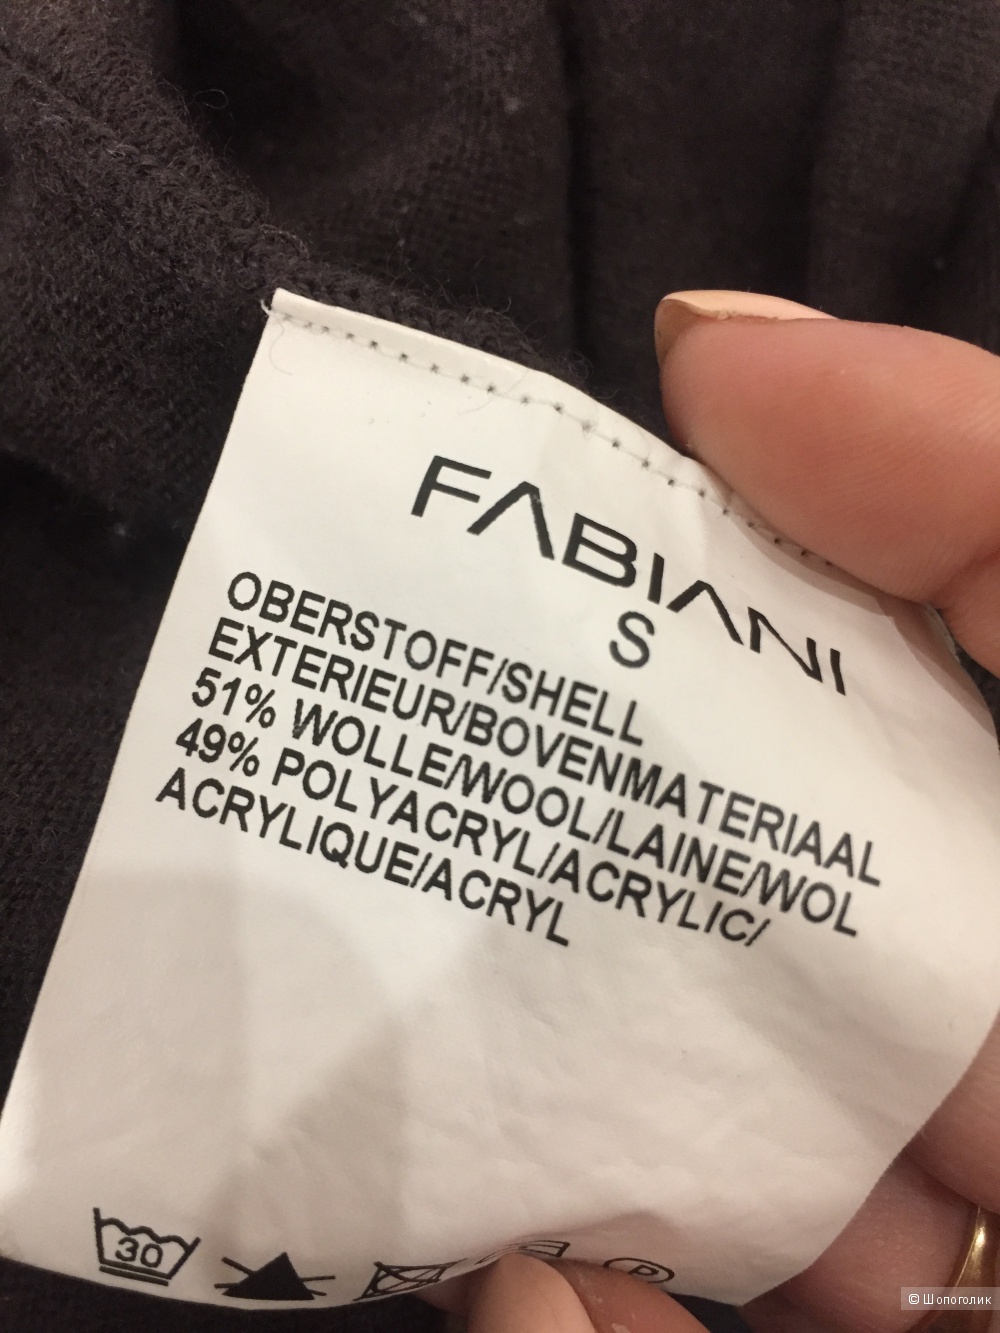 FABIANI
S
OBERSTOFF/SHELL
EXTERIEUR/BOVENMATERIAAL
51% WOLLE/WOOL/LAINE/WOL
49% POLYACRYL/ACRYLIC/
ACRYLIQUE/ACRYL
30
P
© Шопоголик